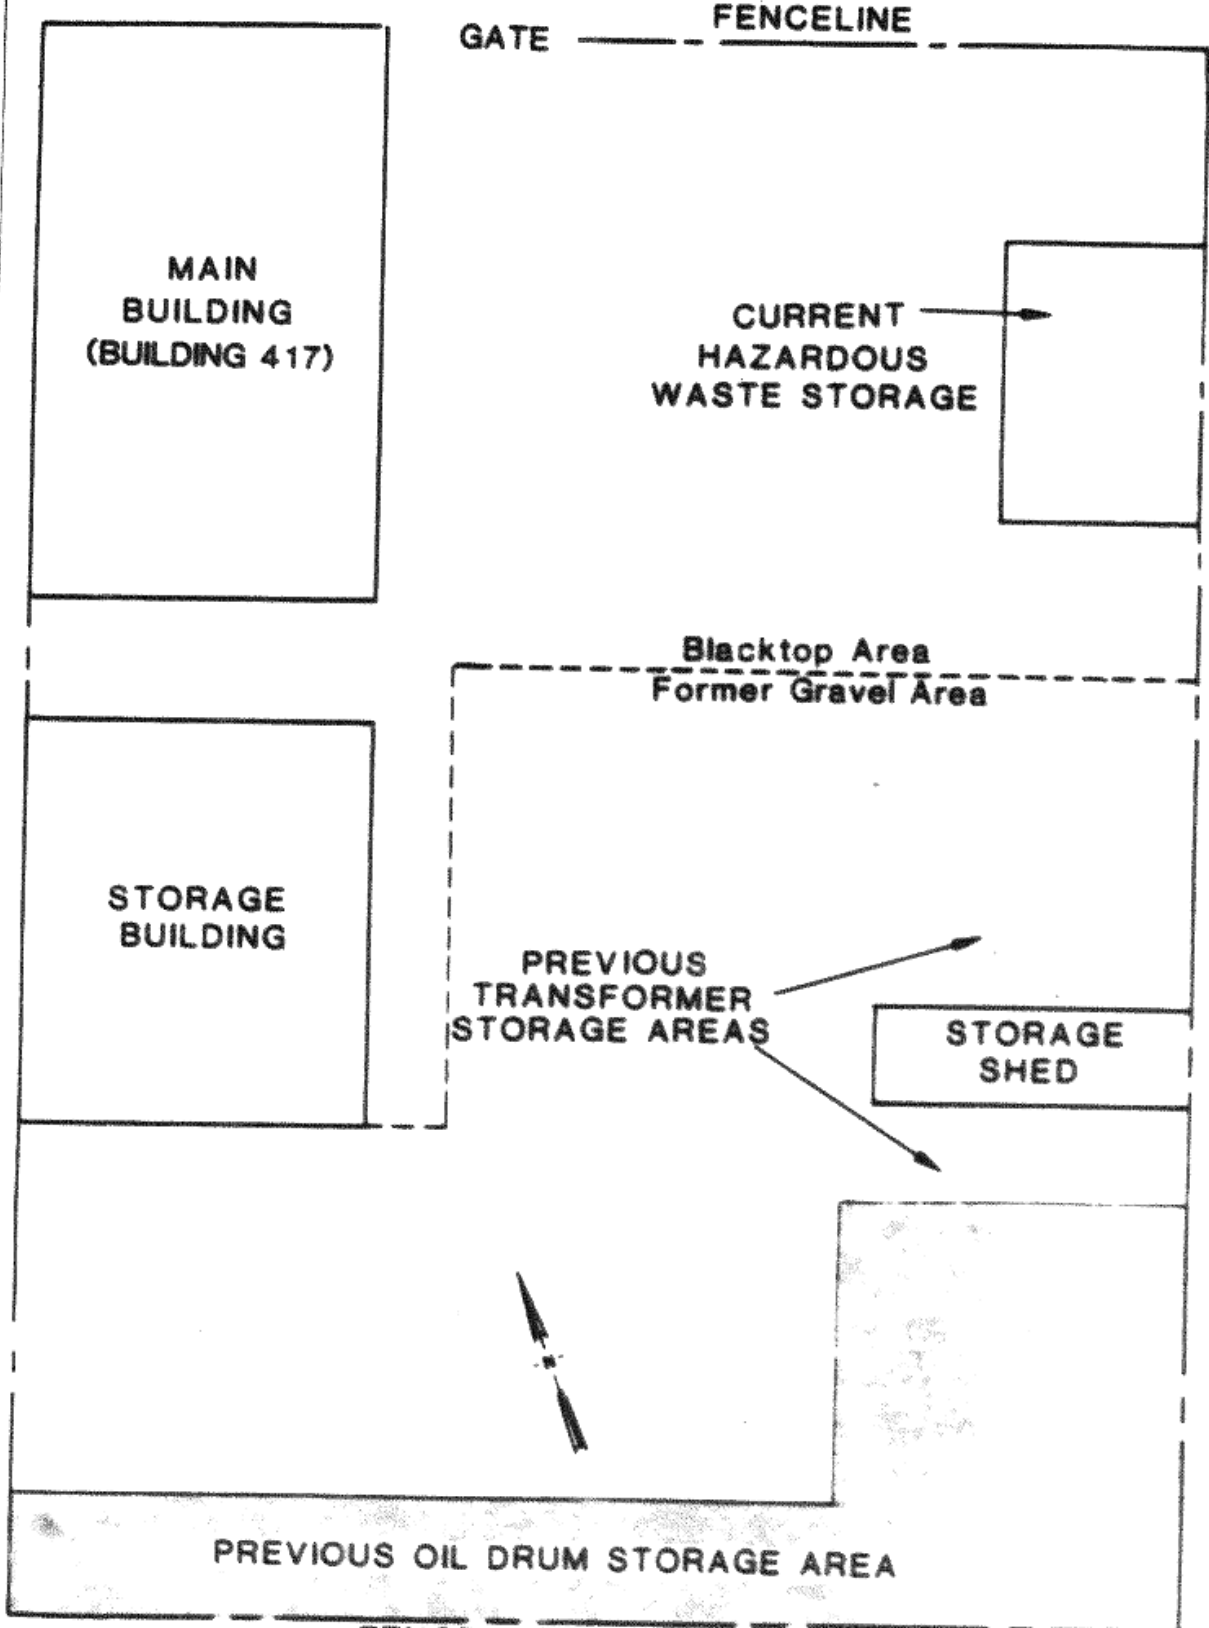 FENCELINE
GATE
MAIN
BUILDING
(BUILDING 417)
CURRENT
HAZARDOUS
WASTE STORAGE
Blacktop Area
Former Gravel Area
STORAGE
BUILDING
PREVIOUS
TRANSFORMER
STORAGE AREAS
STORAGE
SHED
PREVIOUS OIL DRUM STORAGE AREA